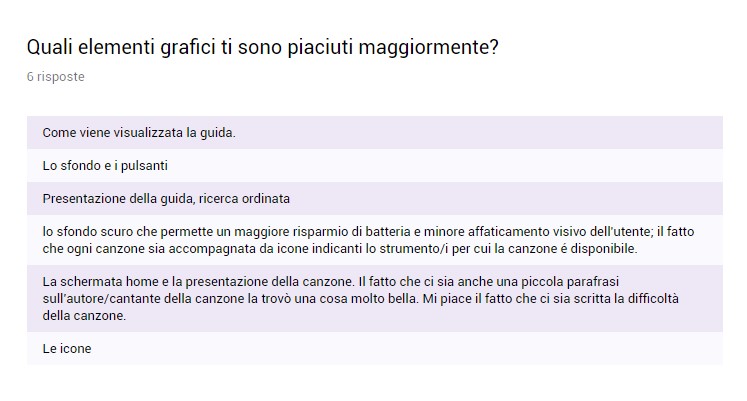 Quali elementi grafici ti sono piaciuti maggiormente?
6 risposte
Come viene visualizzata la guida.
Lo sfondo e i pulsanti
Presentazione della guida, ricerca ordinata
lo sfondo scuro che permette un maggiore risparmio di batteria e minore affaticamento visivo dell'utente; il fatto
che ogni canzone sia accompagnata da icone indicanti lo strumento/i per cui la canzone é disponibile.
La schermata home e la presentazione della canzone. Il fatto che ci sia anche una piccola parafrasi
sull'autore/cantante della canzone la trovò una cosa molto bella. Mi piace il fatto che ci sia scritta la difficoltà
della canzone.
Le icone